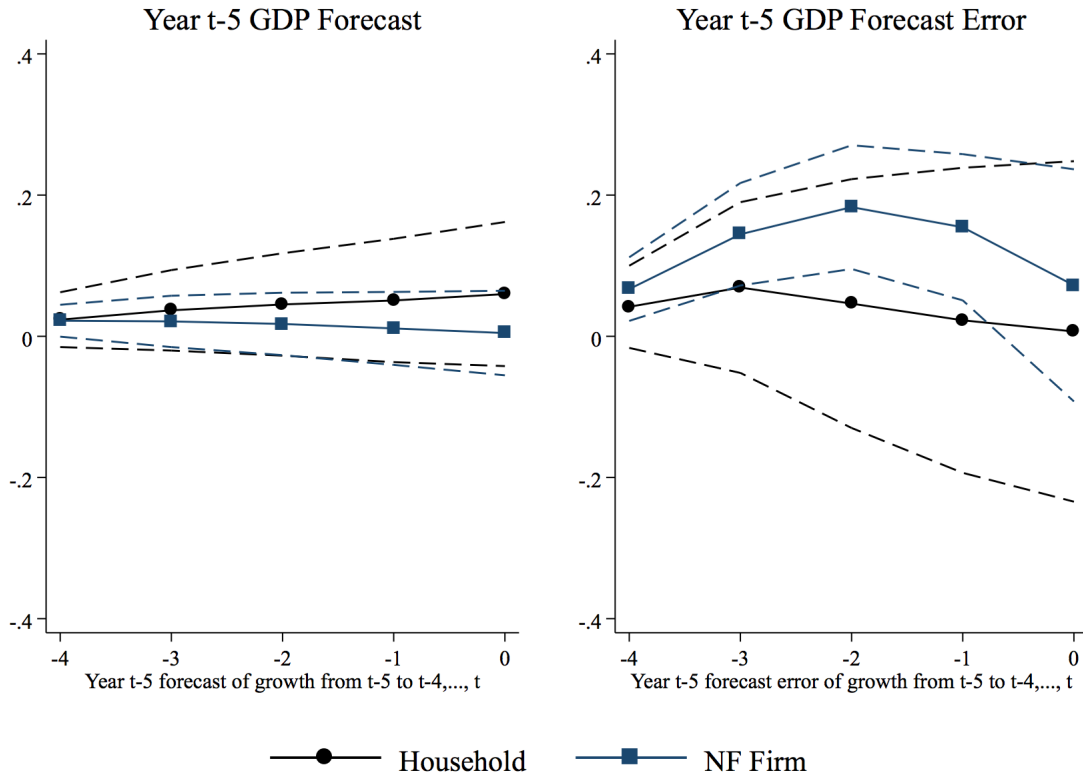 Year t-5 GDP Forecast
.4
.2
0
-.2
-.4
-4 -3 -2 -1 0
Year t-5 forecast of growth from t-5 to t-4,..., t
Year t-5 GDP Forecast Error
.4
.2
0
-.2
-.4
-4 -3 -2 -1 0
Year t-5 forecast error of growth from t-5 to t-4,..., t
Household NF Firm